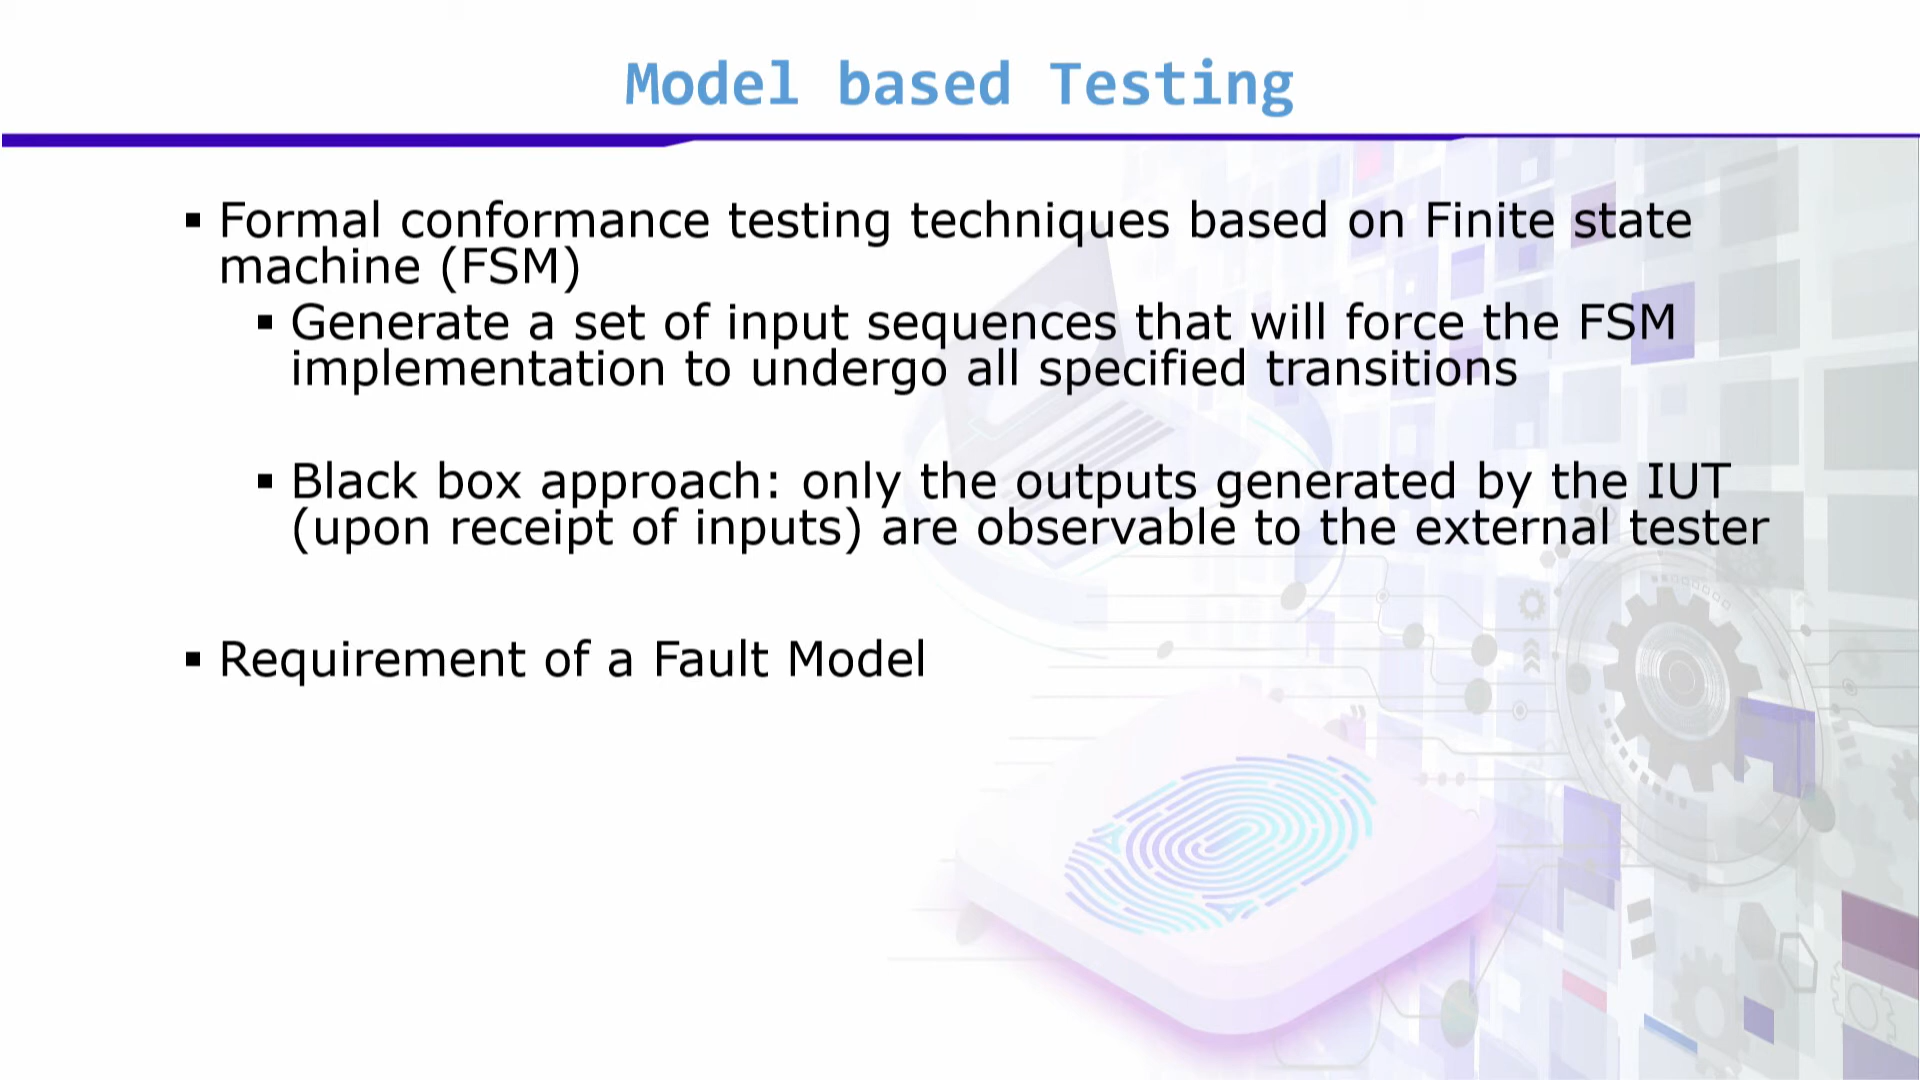 Model based Testing
▪ Formal conformance testing techniques based on Finite state
machine (FSM)
▪ Generate a set of input sequences that will force the FSM
implementation to undergo all specified transitions
▪ Black box approach: only the outputs generated by the IUT
(upon receipt of inputs) are observable to the external tester
▪ Requirement of a Fault Model